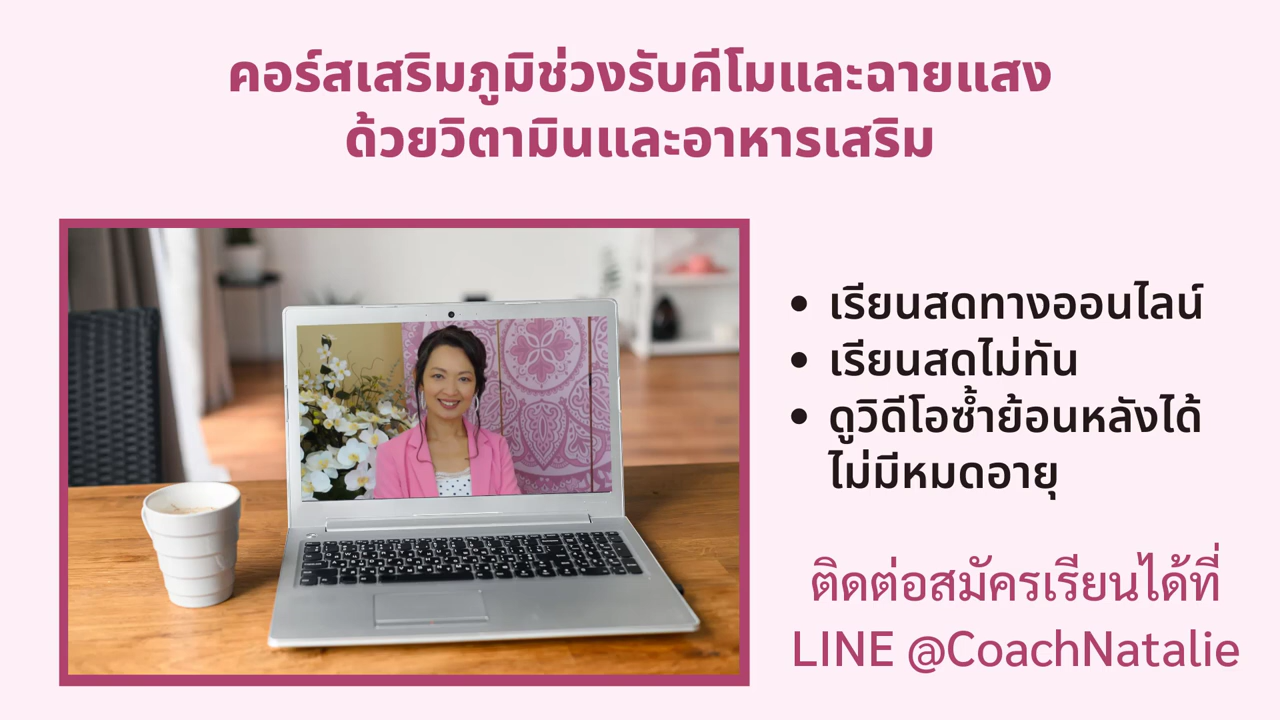 คอร์สเสริมภูมิช่วงรับคีโมและฉายแสง
ด้วยวิตามินและอาหารเสริม
• เรียนสดทางออนไลน์
• เรียนสดไม่ทัน
• ดูวิดีโอซ้ำย้อนหลังได้
ไม่มีหมดอายุ
ติดต่อสมัครเรียนได้ที่
LINE @CoachNatalie